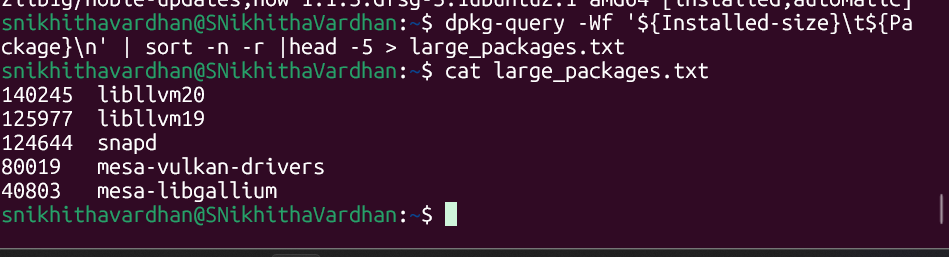 zlib1g/noble-updates,now 1:1.3.dfsg-3.1ubuntu2.1 amd64 [installed,automatic]
snikhithavardhan@SNikhithaVardhan:~$ dpkg-query -Wf '${Installed-size}\t${Pa
ckage}\n' | sort -n -r |head -5 > large_packages.txt
snikhithavardhan@SNikhithaVardhan:~$ cat large_packages.txt
140245  libllvm20
125977  libllvm19
124644  snapd
80019   mesa-vulkan-drivers
40803   mesa-libgallium
snikhithavardhan@SNikhithaVardhan:~$